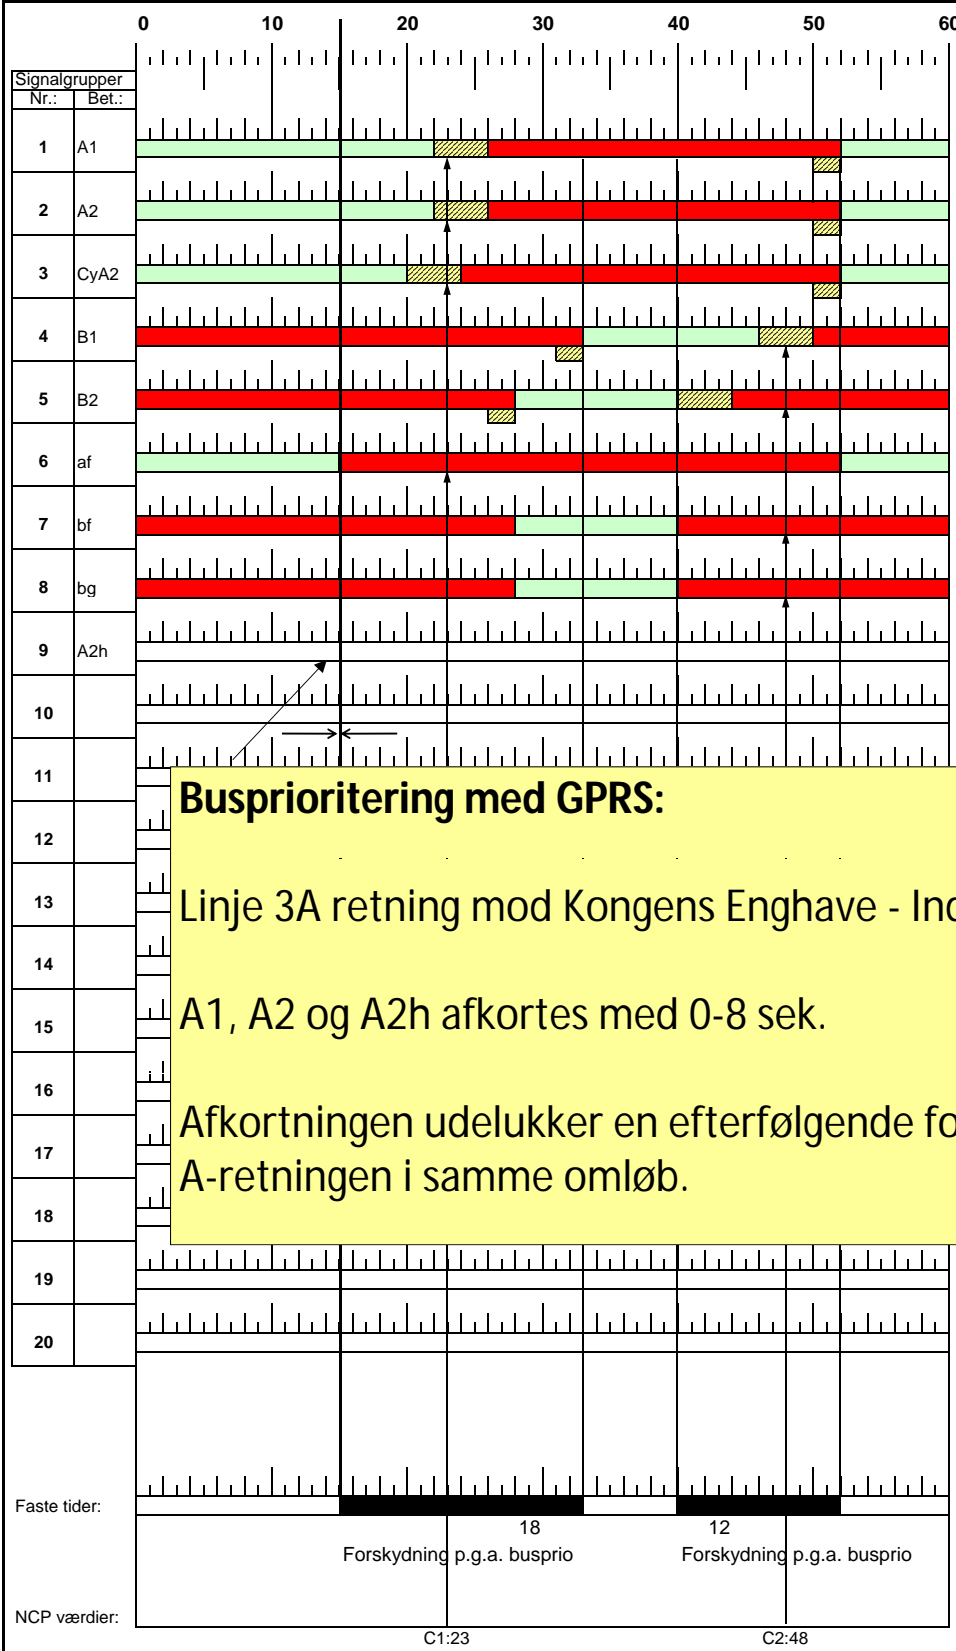 0 10 20 30 40 50 60
Signalgrupper
Nr.: Bet.:
1 A1
2 A2
3 CyA2
4 B1
5 B2
6 af
7 bf
8 bg
9 A2h
10
11
12
13
14
15
16
17
18
19
20
Busprioritering med GPRS:
Linje 3A retning mod Kongens Enghave - Ind
A1, A2 og A2h afkortes med 0-8 sek.
Afkortningen udelukker en efterfølgende fo
A-retningen i samme omløb.
Faste tider:
18 12
Forskydning p.g.a. busprio Forskydning p.g.a. busprio
NCP værdier:
C1:23 C2:48